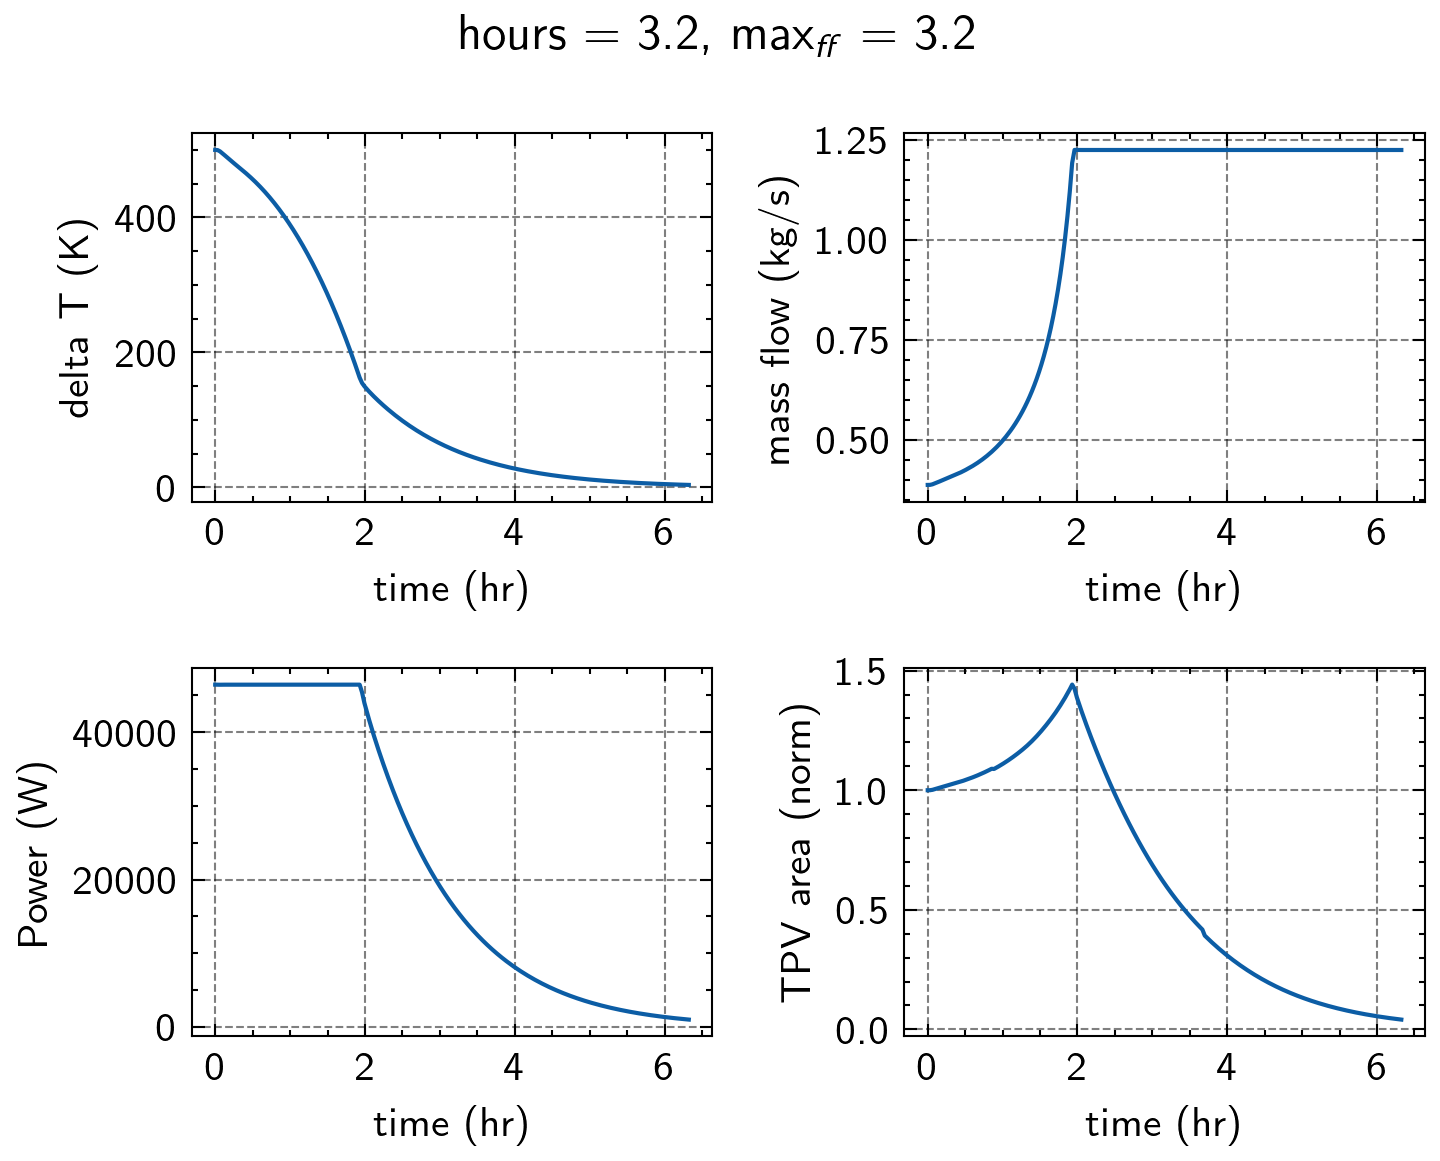 hours = 3.2, max_ff = 3.2
delta T (K)
400
200
0
0 2 4 6
time (hr)
mass flow (kg/s)
1.25
1.00
0.75
0.50
0 2 4 6
time (hr)
Power (W)
40000
20000
0
0 2 4 6
time (hr)
TPV area (norm)
1.5
1.0
0.5
0.0
0 2 4 6
time (hr)